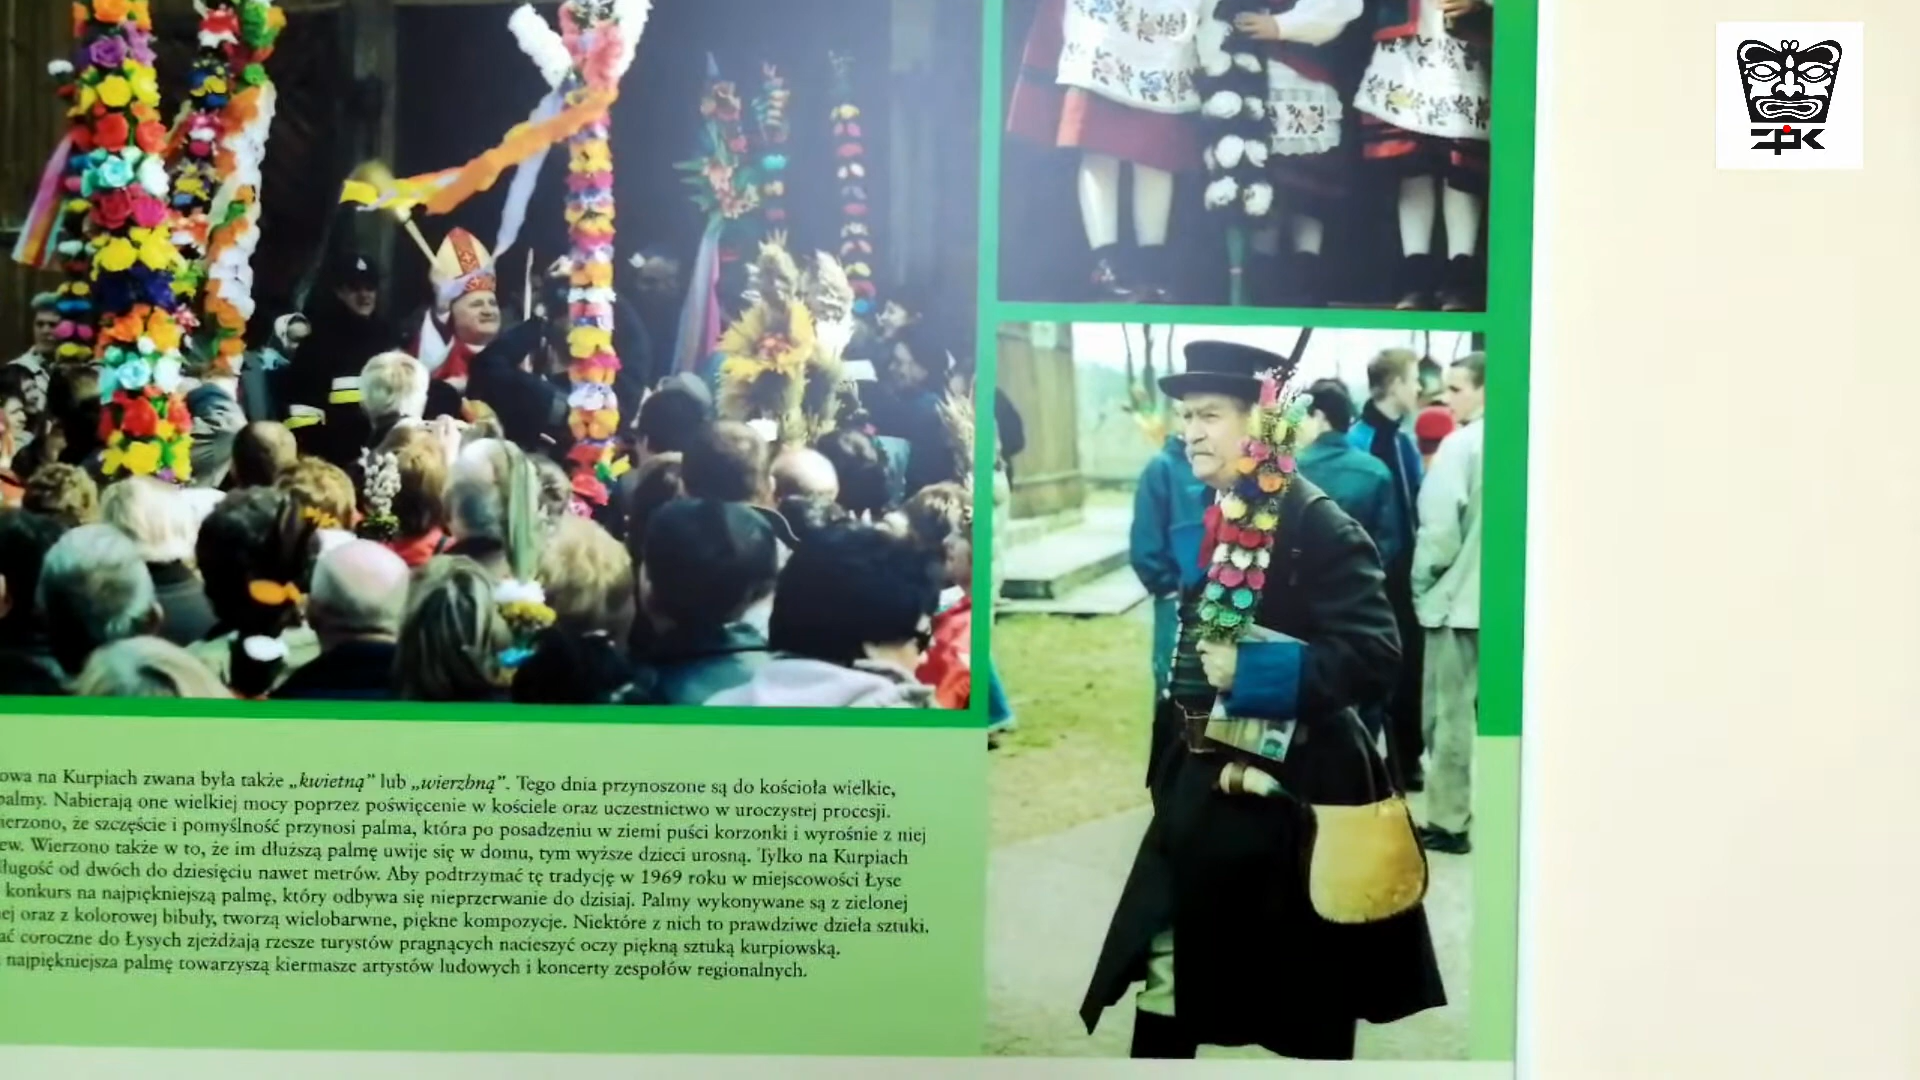 owa na Kurpiach zwana była także „kwietną” lub „wierzbną”. Tego dnia przynoszone są do kościoła wielkie,
palmy. Nabierają one wielkiej mocy poprzez poświęcenie w kościele oraz uczestnictwo w uroczystej procesji.
ierzono, że szczęście i pomyślność przynosi palma, która po posadzeniu w ziemi puści korzonki i wyrośnie z niej
ew. Wierzono także w to, że im dłuższą palmę uwije się w domu, tym wyższe dzieci urosną. Tylko na Kurpiach
ługość od dwóch do dziesięciu nawet metrów. Aby podtrzymać tę tradycję w 1969 roku w miejscowości Łyse
konkurs na najpiękniejszą palmę, który odbywa się nieprzerwanie do dzisiaj. Palmy wykonywane są z zielonej
ej oraz z kolorowej bibuły, tworzą wielobarwne, piękne kompozycje. Niektóre z nich to prawdziwe dzieła sztuki.
ać coroczne do Łysych zjeżdżają rzesze turystów pragnących nacieszyć oczy piękną sztuką kurpiowską.
najpiękniejsza palmę towarzyszą kiermasze artystów ludowych i koncerty zespołów regionalnych.